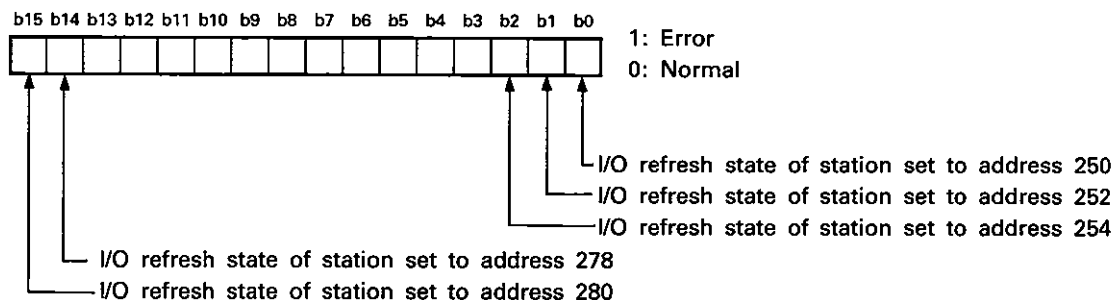 b15 b14 b13 b12 b11 b10 b9 b8 b7 b6 b5 b4 b3 b2 b1 b0
1: Error
0: Normal
I/O refresh state of station set to address 250
I/O refresh state of station set to address 252
I/O refresh state of station set to address 254
I/O refresh state of station set to address 278
I/O refresh state of station set to address 280